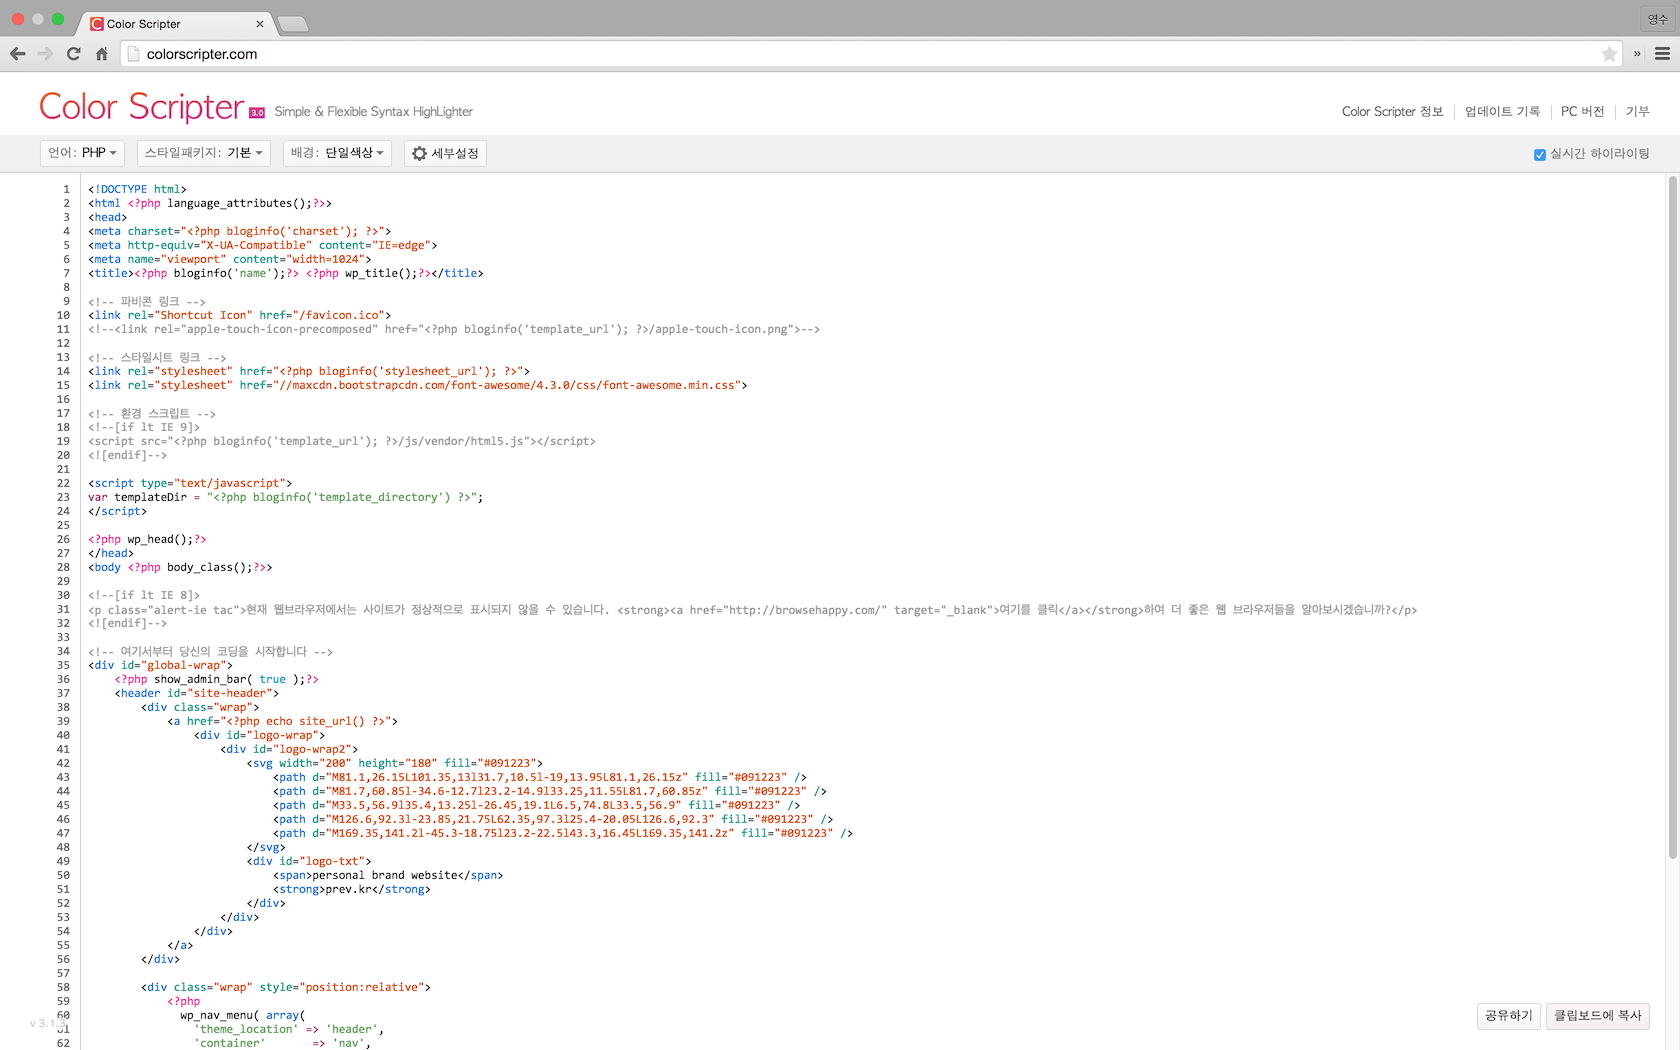 Color Scripter
영수
colorscripter.com
Color Scripter 3.0 Simple & Flexible Syntax HighLighter
Color Scripter 정보 업데이트 기록 PC 버전 기부
언어: PHP 스타일패키지: 기본 배경: 단일색상 세부설정 실시간 하이라이팅
1 <!DOCTYPE html>
2 <html <?php language_attributes();?>>
3 <head>
4 <meta charset="<?php bloginfo('charset'); ?>">
5 <meta http-equiv="X-UA-Compatible" content="IE=edge">
6 <meta name="viewport" content="width=1024">
7 <title><?php bloginfo('name');?> <?php wp_title();?></title>
8
9 <!-- 파비콘 링크 -->
10 <link rel="Shortcut Icon" href="/favicon.ico">
11 <!--<link rel="apple-touch-icon-precomposed" href="<?php bloginfo('template_url'); ?>/apple-touch-icon.png">-->
12
13 <!-- 스타일시트 링크 -->
14 <link rel="stylesheet" href="<?php bloginfo('stylesheet_url'); ?>">
15 <link rel="stylesheet" href="//maxcdn.bootstrapcdn.com/font-awesome/4.3.0/css/font-awesome.min.css">
16
17 <!-- 환경 스크립트 -->
18 <!--[if lt IE 9]>
19 <script src="<?php bloginfo('template_url'); ?>/js/vendor/html5.js"></script>
20 <![endif]-->
21
22 <script type="text/javascript">
23 var templateDir = "<?php bloginfo('template_directory') ?>";
24 </script>
25
26 <?php wp_head();?>
27 </head>
28 <body <?php body_class();?>>
29
30 <!--[if lt IE 8]>
31 <p class="alert-ie tac">현재 웹브라우저에서는 사이트가 정상적으로 표시되지 않을 수 있습니다. <strong><a href="http://browsehappy.com/" target="_blank">여기를 클릭</a></strong>하여 더 좋은 웹 브라우저들을 알아보시겠습니까?</p>
32 <![endif]-->
33
34 <!-- 여기서부터 당신의 코딩을 시작합니다 -->
35 <div id="global-wrap">
36     <?php show_admin_bar( true );?>
37     <header id="site-header">
38         <div class="wrap">
39             <a href="<?php echo site_url() ?>">
40                 <div id="logo-wrap">
41                     <div id="logo-wrap2">
42                         <svg width="200" height="180" fill="#091223">
43                             <path d="M81.1,26.15L101.35,13l31.7,10.5l-19,13.95L81.1,26.15z" fill="#091223" />
44                             <path d="M81.7,60.85l-34.6-12.7l23.2-14.9l33.25,11.55L81.7,60.85z" fill="#091223" />
45                             <path d="M33.5,56.9l35.4,13.25l-26.45,19.1L6.5,74.8L33.5,56.9" fill="#091223" />
46                             <path d="M126.6,92.3l-23.85,21.75L62.35,97.3l25.4-20.05L126.6,92.3" fill="#091223" />
47                             <path d="M169.35,141.2l-45.3-18.75l23.2-22.5l43.3,16.45L169.35,141.2z" fill="#091223" />
48                         </svg>
49                         <div id="logo-txt">
50                             <span>personal brand website</span>
51                             <strong>prev.kr</strong>
52                         </div>
53                     </div>
54                 </div>
55             </a>
56         </div>
57
58         <div class="wrap" style="position:relative">
59             <?php
60               wp_nav_menu( array(
61                 'theme_location' => 'header',
62                 'container'       => 'nav',
v 3.1.3
공유하기 클립보드에 복사